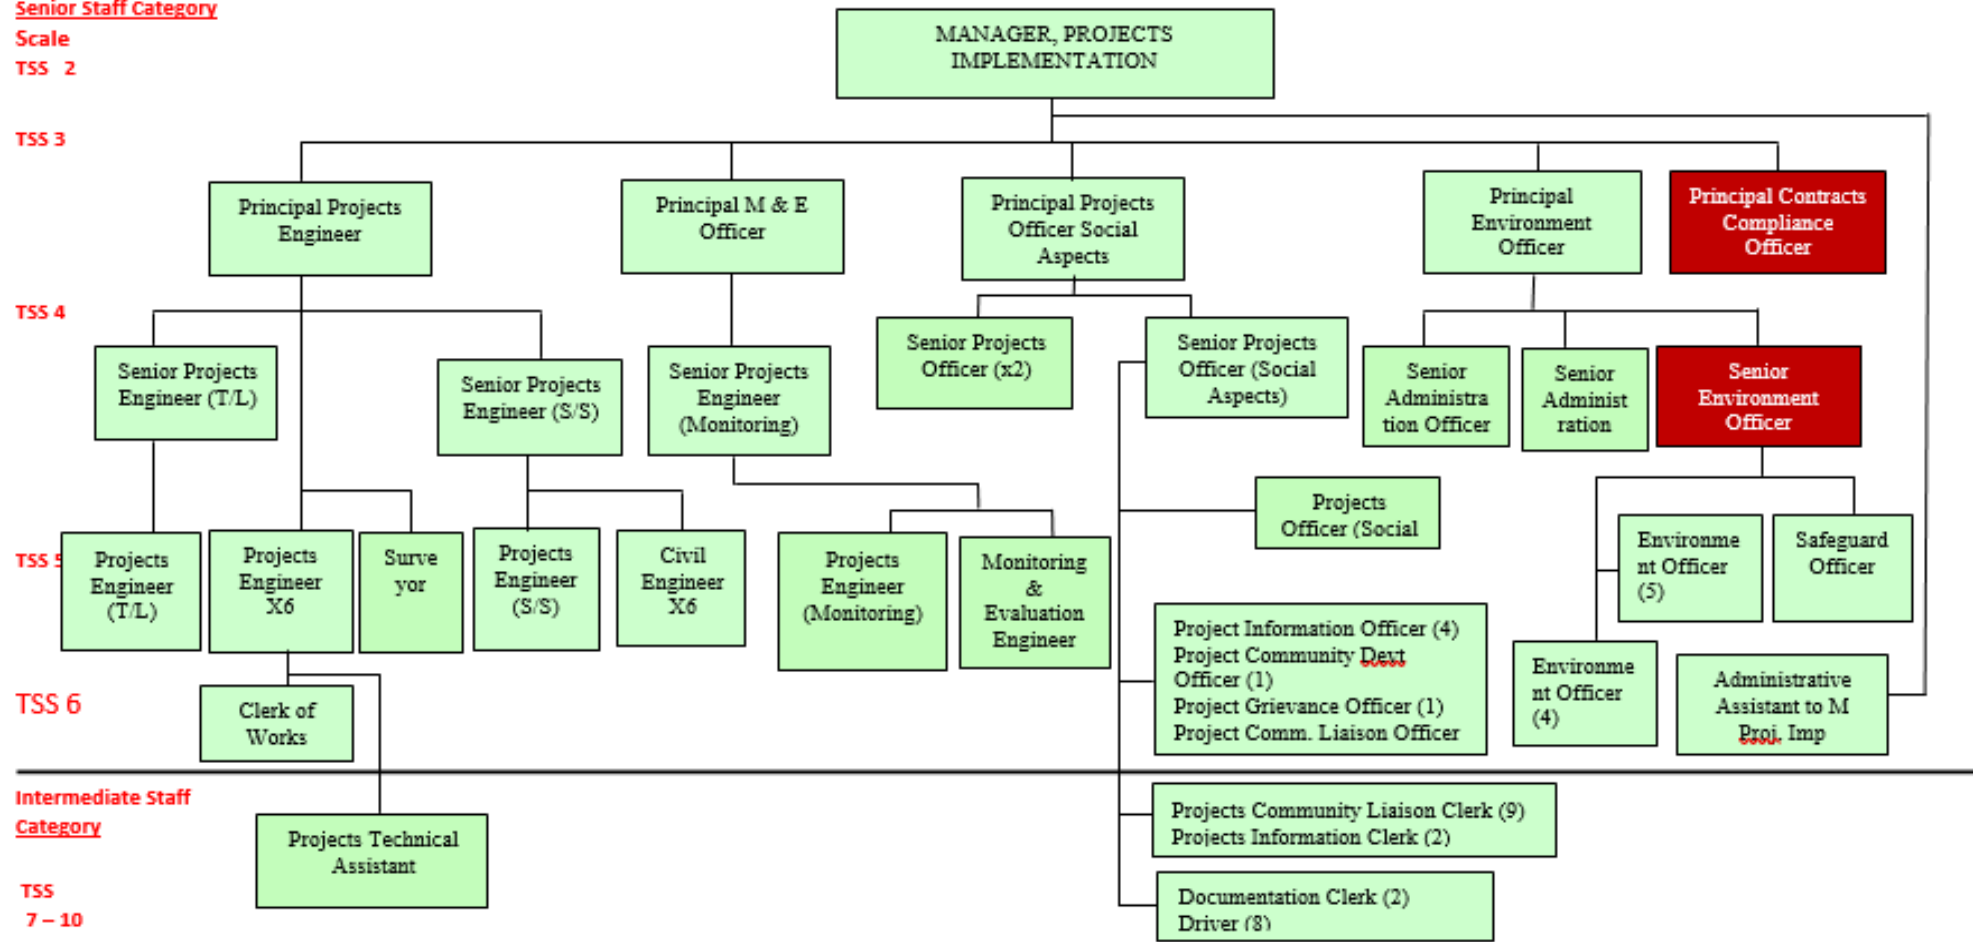 Senior Staff Category
Scale
TSS 2
MANAGER, PROJECTS
IMPLEMENTATION
TSS 3
Principal Projects
Engineer
Principal M & E
Officer
Principal Projects
Officer Social
Aspects
Principal
Environment
Officer
Principal Contracts
Compliance
Officer
TSS 4
Senior Projects
Engineer (T/L)
Senior Projects
Engineer (S/S)
Senior Projects
Engineer
(Monitoring)
Senior Projects
Officer (x2)
Senior Projects
Officer (Social
Aspects)
Senior
Administra
tion Officer
Senior
Administ
ration
Senior
Environment
Officer
Projects
Officer (Social
TSS 5
Projects
Engineer
(T/L)
Projects
Engineer
X6
Surve
yor
Projects
Engineer
(S/S)
Civil
Engineer
X6
Projects
Engineer
(Monitoring)
Monitoring
&
Evaluation
Engineer
Environme
nt Officer
(5)
Safeguard
Officer
Project Information Officer (4)
Project Community Devt
Officer (1)
Project Grievance Officer (1)
Project Comm. Liaison Officer
Environme
nt Officer
(4)
Administrative
Assistant to M
Proj. Imp
TSS 6
Clerk of
Works
Intermediate Staff
Category
Projects Technical
Assistant
Projects Community Liaison Clerk (9)
Projects Information Clerk (2)
TSS
7 – 10
Documentation Clerk (2)
Driver (8)